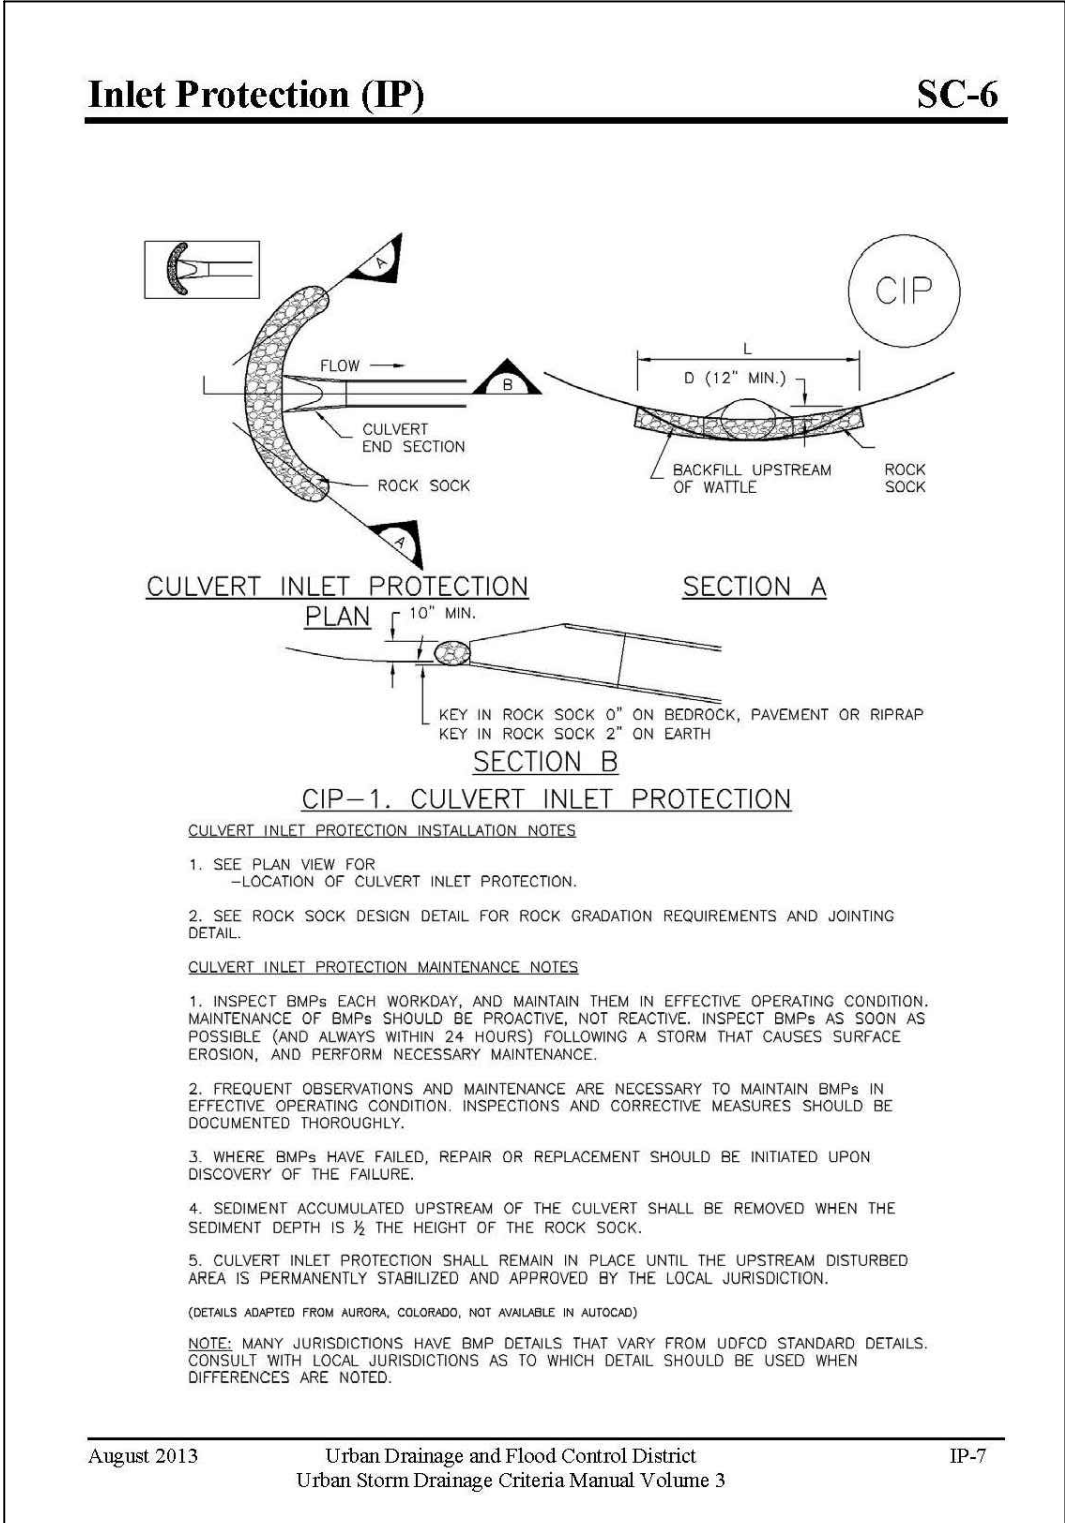 Inlet Protection (IP) SC-6
A
CIP
L
FLOW
D (12" MIN.)
B
CULVERT
END SECTION
BACKFILL UPSTREAM
OF WATTLE
ROCK
SOCK
ROCK SOCK
A
CULVERT INLET PROTECTION
PLAN
SECTION A
10" MIN.
KEY IN ROCK SOCK 0" ON BEDROCK, PAVEMENT OR RIPRAP
KEY IN ROCK SOCK 2" ON EARTH
SECTION B
CIP-1. CULVERT INLET PROTECTION
CULVERT INLET PROTECTION INSTALLATION NOTES
1. SEE PLAN VIEW FOR
-LOCATION OF CULVERT INLET PROTECTION.
2. SEE ROCK SOCK DESIGN DETAIL FOR ROCK GRADATION REQUIREMENTS AND JOINTING
DETAIL.
CULVERT INLET PROTECTION MAINTENANCE NOTES
1. INSPECT BMPs EACH WORKDAY, AND MAINTAIN THEM IN EFFECTIVE OPERATING CONDITION.
MAINTENANCE OF BMPs SHOULD BE PROACTIVE, NOT REACTIVE. INSPECT BMPs AS SOON AS
POSSIBLE (AND ALWAYS WITHIN 24 HOURS) FOLLOWING A STORM THAT CAUSES SURFACE
EROSION, AND PERFORM NECESSARY MAINTENANCE.
2. FREQUENT OBSERVATIONS AND MAINTENANCE ARE NECESSARY TO MAINTAIN BMPs IN
EFFECTIVE OPERATING CONDITION. INSPECTIONS AND CORRECTIVE MEASURES SHOULD BE
DOCUMENTED THOROUGHLY.
3. WHERE BMPs HAVE FAILED, REPAIR OR REPLACEMENT SHOULD BE INITIATED UPON
DISCOVERY OF THE FAILURE.
4. SEDIMENT ACCUMULATED UPSTREAM OF THE CULVERT SHALL BE REMOVED WHEN THE
SEDIMENT DEPTH IS ½ THE HEIGHT OF THE ROCK SOCK.
5. CULVERT INLET PROTECTION SHALL REMAIN IN PLACE UNTIL THE UPSTREAM DISTURBED
AREA IS PERMANENTLY STABILIZED AND APPROVED BY THE LOCAL JURISDICTION.
(DETAILS ADAPTED FROM AURORA, COLORADO, NOT AVAILABLE IN AUTOCAD)
NOTE: MANY JURISDICTIONS HAVE BMP DETAILS THAT VARY FROM UDFCD STANDARD DETAILS.
CONSULT WITH LOCAL JURISDICTIONS AS TO WHICH DETAIL SHOULD BE USED WHEN
DIFFERENCES ARE NOTED.
August 2013 Urban Drainage and Flood Control District IP-7
Urban Storm Drainage Criteria Manual Volume 3